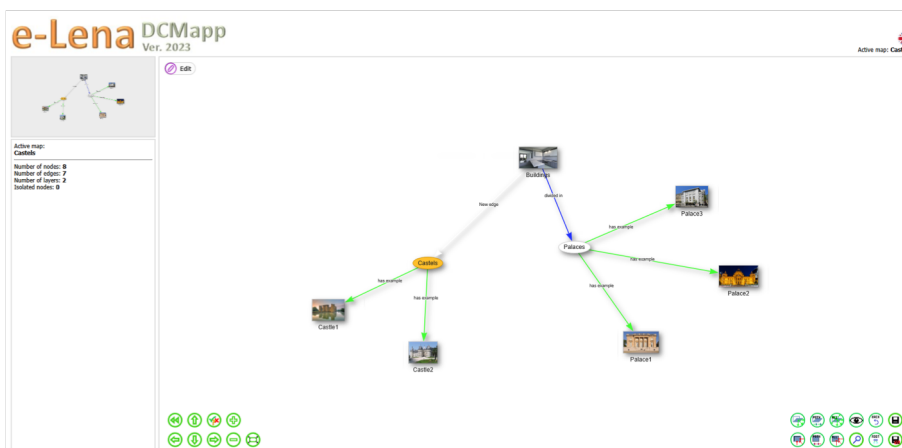 e-Lena DCMapp
Ver. 2023
Active map: Cast
Edit
Active map:
Castels
Number of nodes: 8
Number of edges: 7
Number of layers: 2
Isolated nodes: 0
Buildings
New edge
divided in
Palace3
has example
Palaces
has example
Castels
Palace2
has example
has example
has example
Castle1
Palace1
Castle2